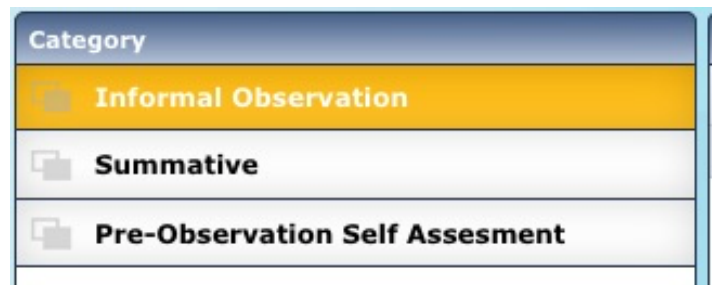 Category
Informal Observation
Summative
Pre-Observation Self Assesment